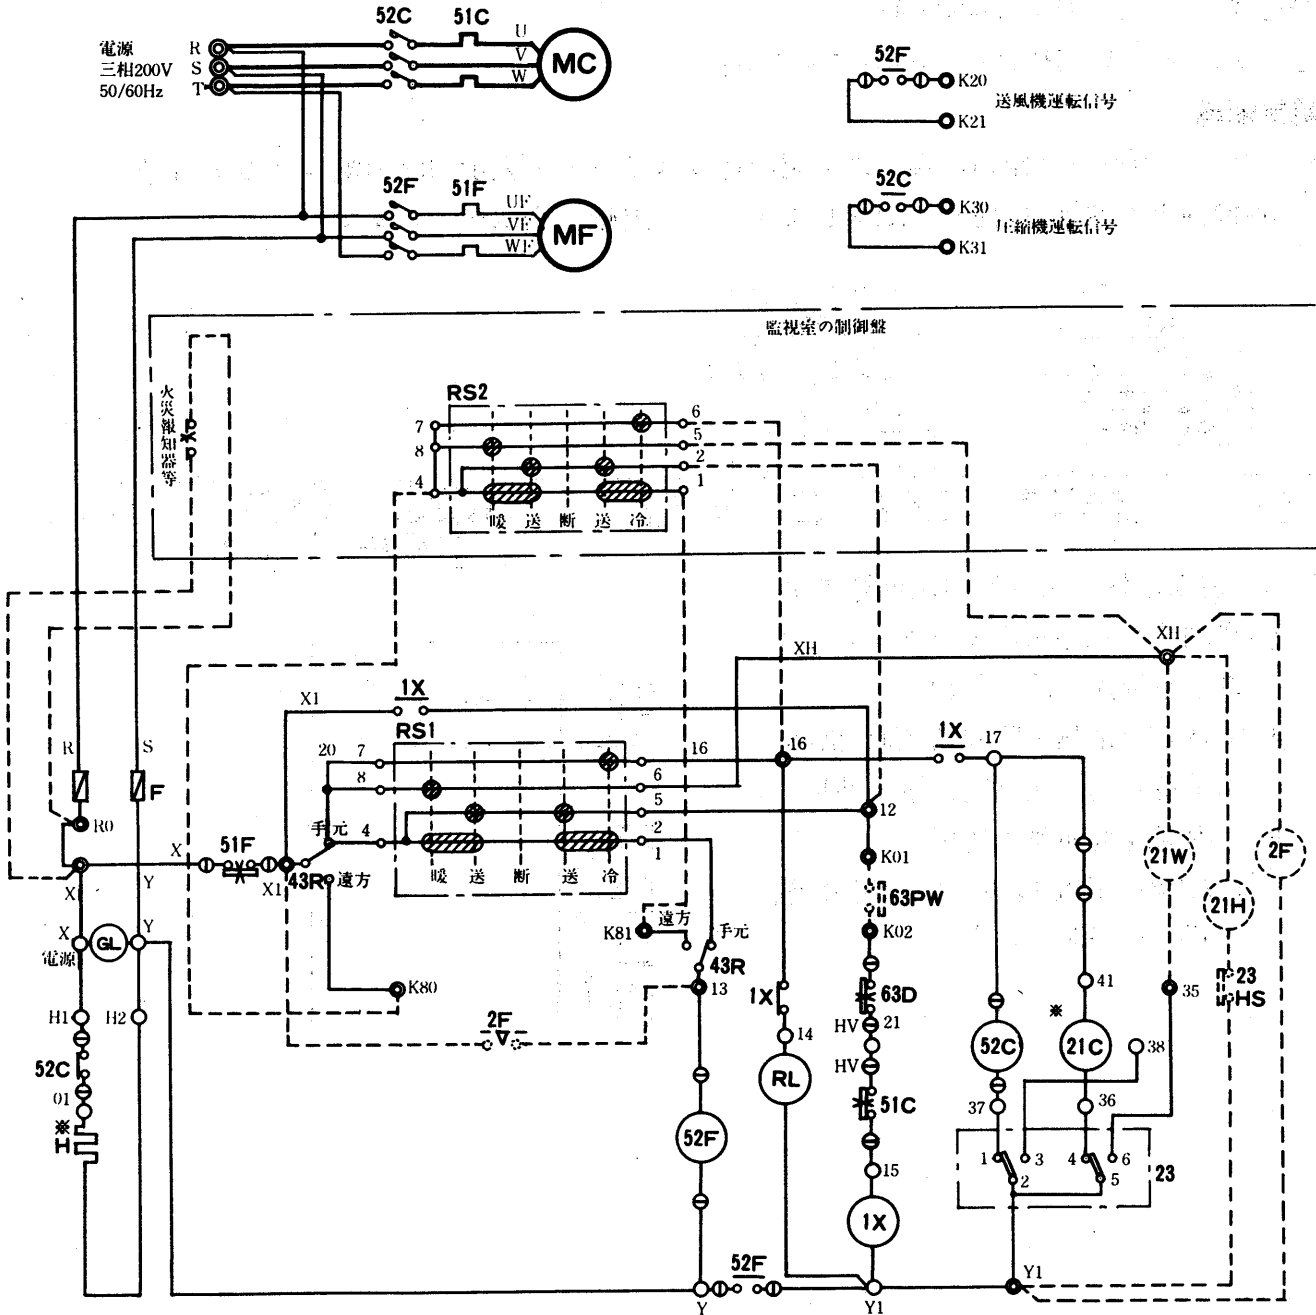 52C 51C
電源 R U
三相200V S V MC
50/60Hz T W
52F
K20
送風機運転信号
K21
52F 51F UF
VF MF
WF
52C
K30
圧縮機運転信号
K31
監視室の制御盤
火災報知器等
RS2
7 6
8 5
2
4 1
暖 送 断 送 冷
XH
XH
X1 1X
RS1
R S 20 7 16 16 1X 17
8 6
F 5 12
R0 手元 4 2
51F 1
X X1 43R 遠方 暖 送 断 送 冷
K01
21W 2F
63PW
21H
X Y K81 遠方 手元 K02
X GL Y
電源 43R
K80 13 1X 63D 41 35 23
HS
H1 H2 2F HV 21 ※
14
52C 52C 21C 38
HV
01 RL 51C 37 36
※
H 52F 1 3 4 6
15 2 5 23
1X
52F Y1
Y Y1